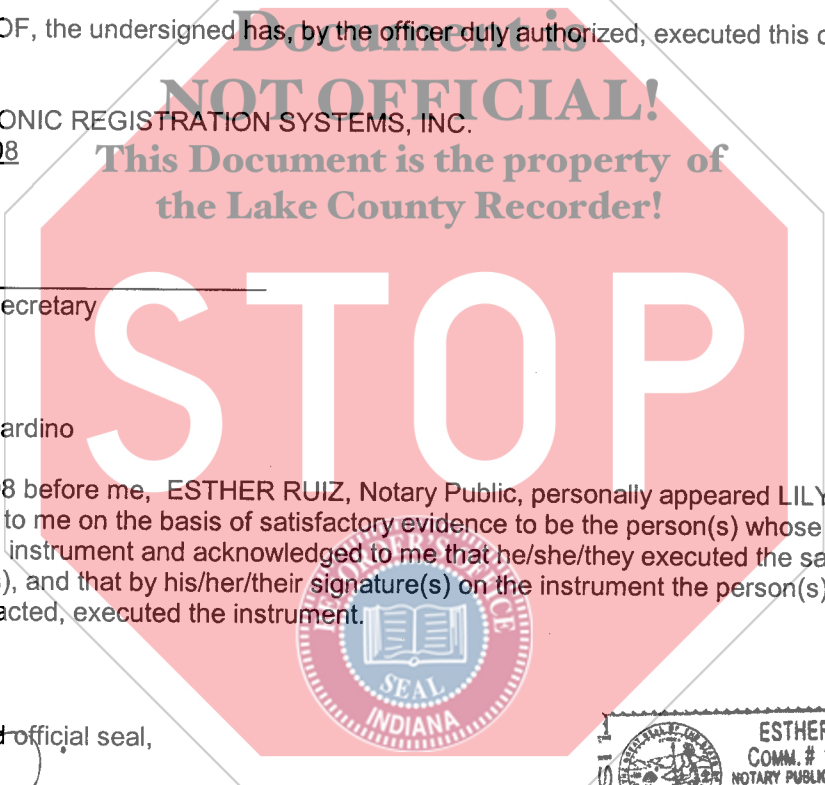 OF, the undersigned has, by the officer duly authorized, executed this
Document is
NOT OFFICIAL!
ONIC REGISTRATION SYSTEMS, INC.
08
This Document is the property of
the Lake County Recorder!
STOP
ecretary
ardino
8 before me, ESTHER RUIZ, Notary Public, personally appeared LILY
to me on the basis of satisfactory evidence to be the person(s) whose
instrument and acknowledged to me that he/she/they executed the sa
), and that by his/her/their signature(s) on the instrument the person(s)
acted, executed the instrument.
RECORDER'S OFFICE
SEAL
INDIANA
d official seal,
ESTHER
COMM. #
NOTARY PUBLIC